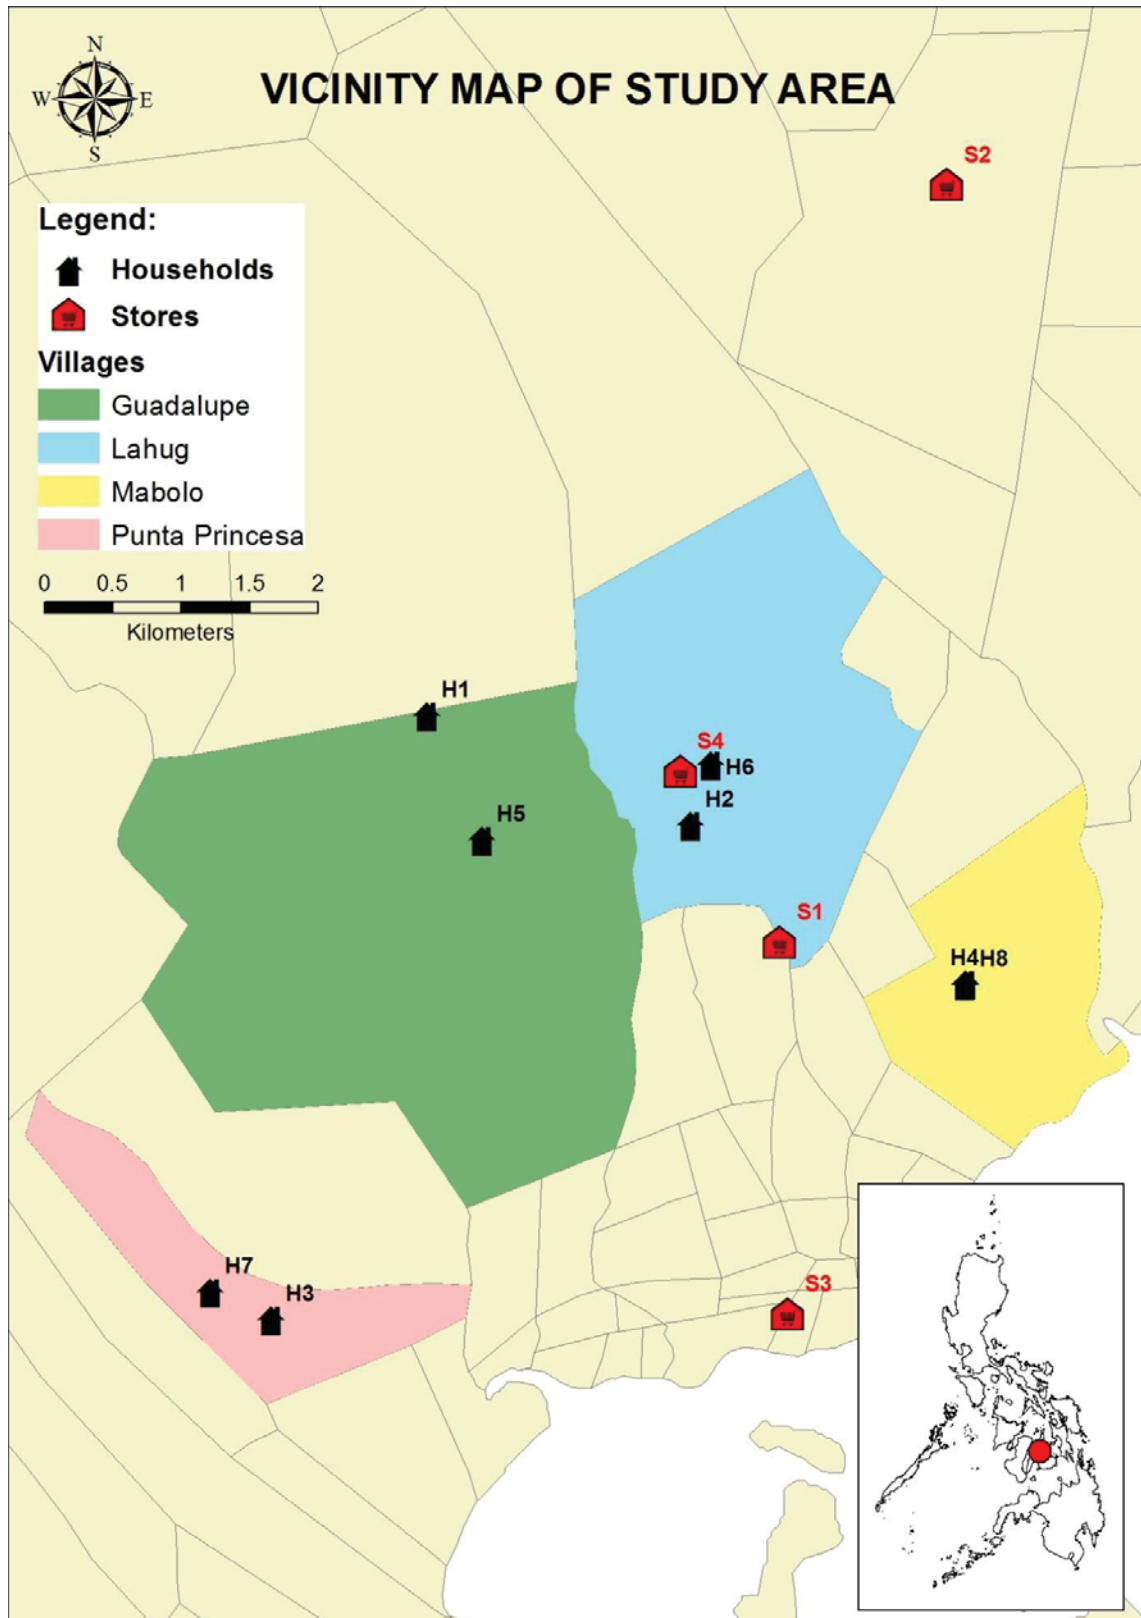 N
VICINITY MAP OF STUDY AREA
W E
S
S2
Legend:
Households
Stores
Villages
Guadalupe
Lahug
Mabolo
Punta Princesa
0 0.5 1 1.5 2
Kilometers
H1
S4
H6
H5
H2
S1
H4H8
H7
H3
S3